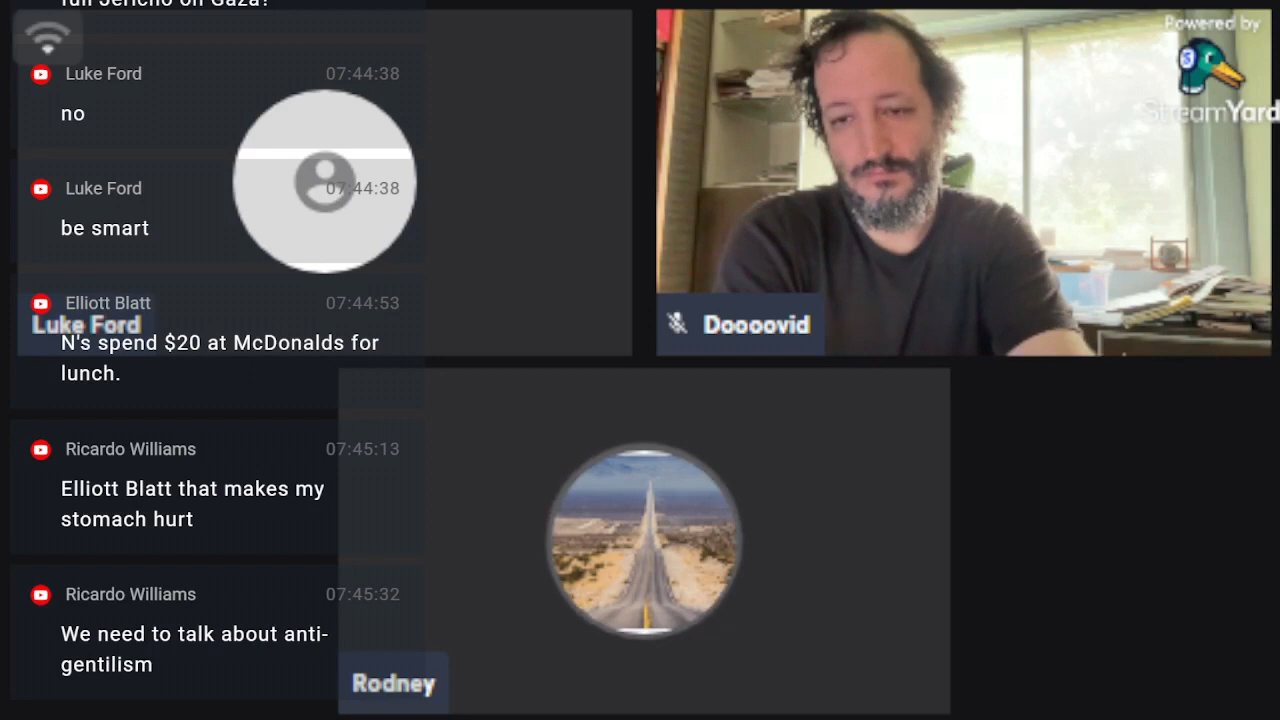 full Jericho on Gaza?
Luke Ford 07:44:38
no
Luke Ford 07:44:38
be smart
Elliott Blatt 07:44:53
N's spend $20 at McDonalds for
lunch.
Ricardo Williams 07:45:13
Elliott Blatt that makes my
stomach hurt
Ricardo Williams 07:45:32
We need to talk about anti-
gentilism
Luke Ford
Powered by
StreamYard
Doooovid
Rodney